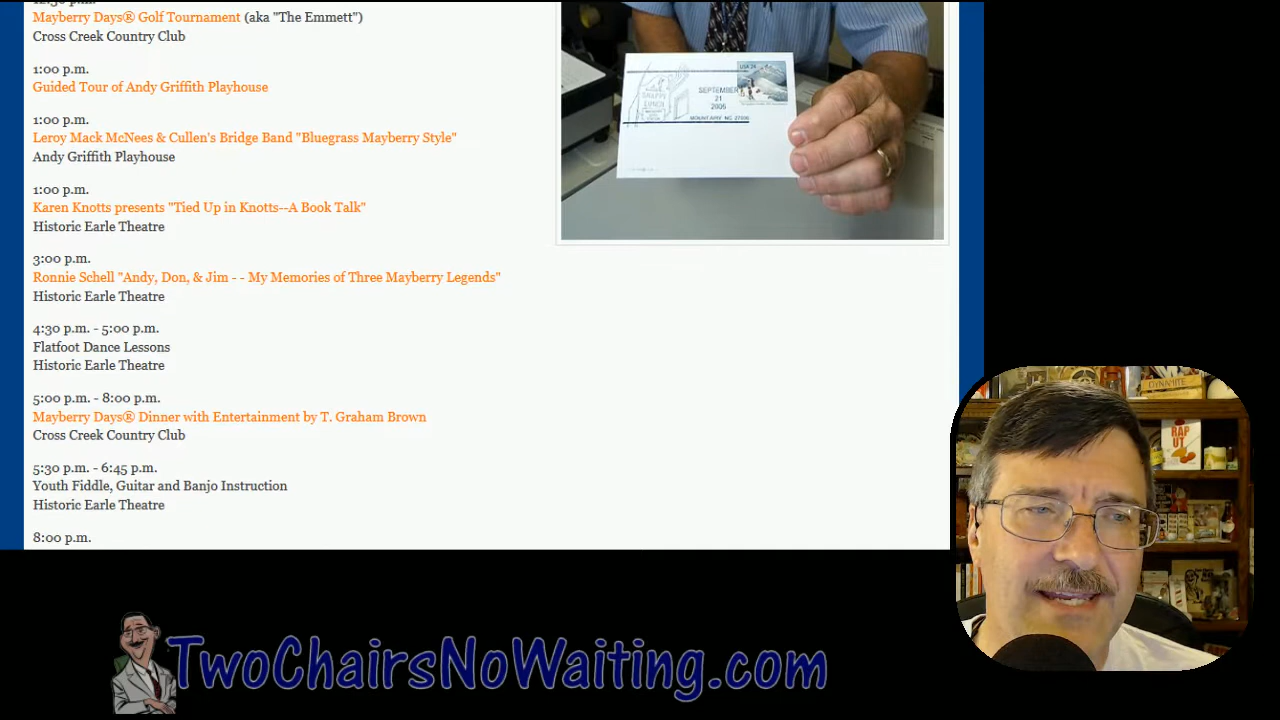 12:30 p.m.
Mayberry Days® Golf Tournament (aka "The Emmett")
Cross Creek Country Club
1:00 p.m.
Guided Tour of Andy Griffith Playhouse
1:00 p.m.
Leroy Mack McNees & Cullen's Bridge Band "Bluegrass Mayberry Style"
Andy Griffith Playhouse
1:00 p.m.
Karen Knotts presents "Tied Up in Knotts--A Book Talk"
Historic Earle Theatre
3:00 p.m.
Ronnie Schell "Andy, Don, & Jim - - My Memories of Three Mayberry Legends"
Historic Earle Theatre
4:30 p.m. - 5:00 p.m.
Flatfoot Dance Lessons
Historic Earle Theatre
5:00 p.m. - 8:00 p.m.
Mayberry Days® Dinner with Entertainment by T. Graham Brown
Cross Creek Country Club
5:30 p.m. - 6:45 p.m.
Youth Fiddle, Guitar and Banjo Instruction
Historic Earle Theatre
8:00 p.m.
SEPTEMBER
21
2006
TwoChairsNoWaiting.com